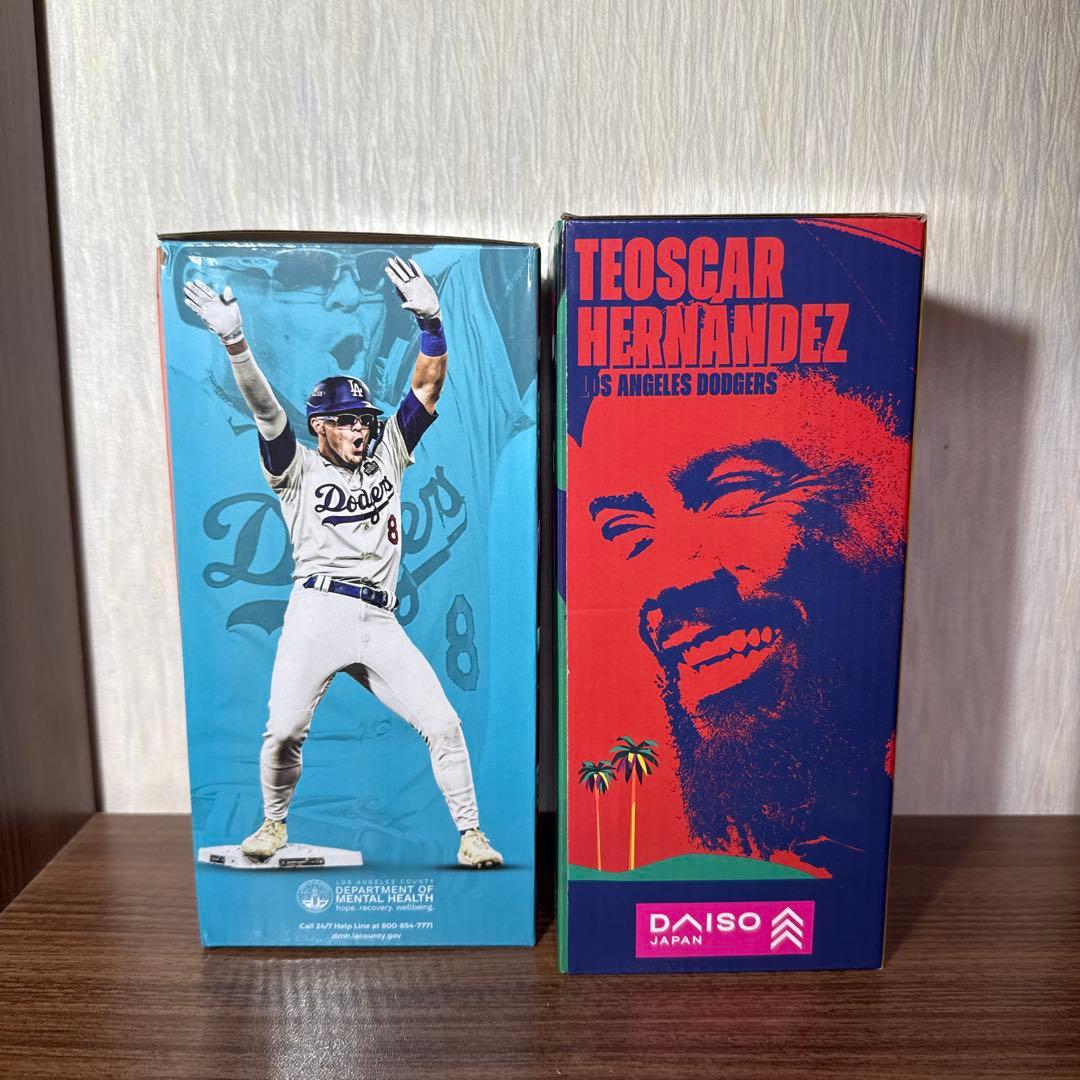 LA
Dodgers
8
Dodgers
8
LOS ANGELES COUNTY
DEPARTMENT OF
MENTAL HEALTH
hope. recovery. wellbeing.
Call 24/7 Help Line at 800-854-7771
dmh.lacounty.gov
TEOSCAR
HERNÁNDEZ
LOS ANGELES DODGERS
DAISO
JAPAN